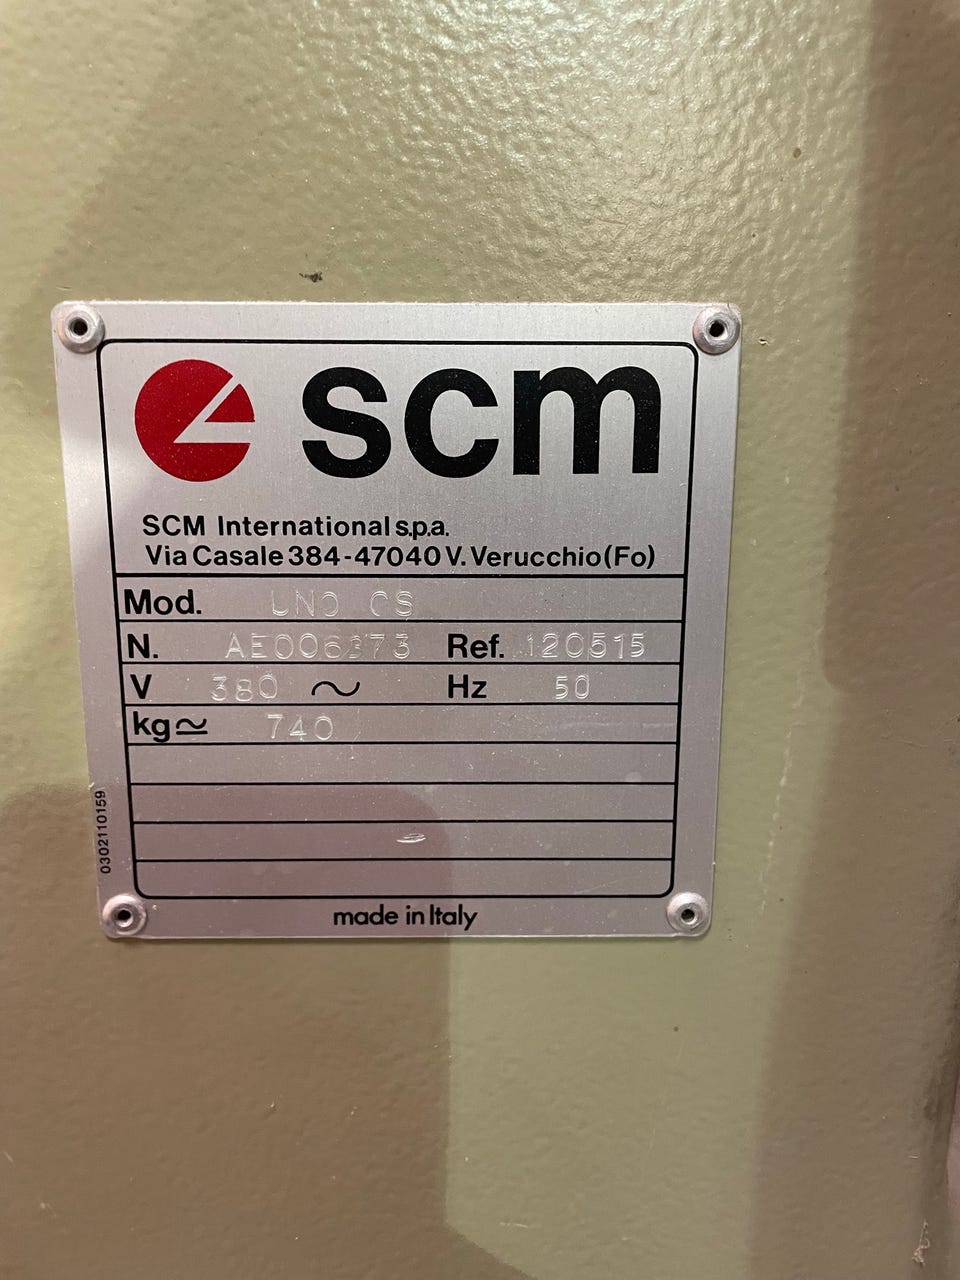 scm
SCM International s.p.a.
Via Casale 384-47040 V. Verucchio (Fo)
Mod. UNO CS
N. AE006373 Ref. 120515
V 380 ~ Hz 50
kg≃ 740
0302110159
made in Italy